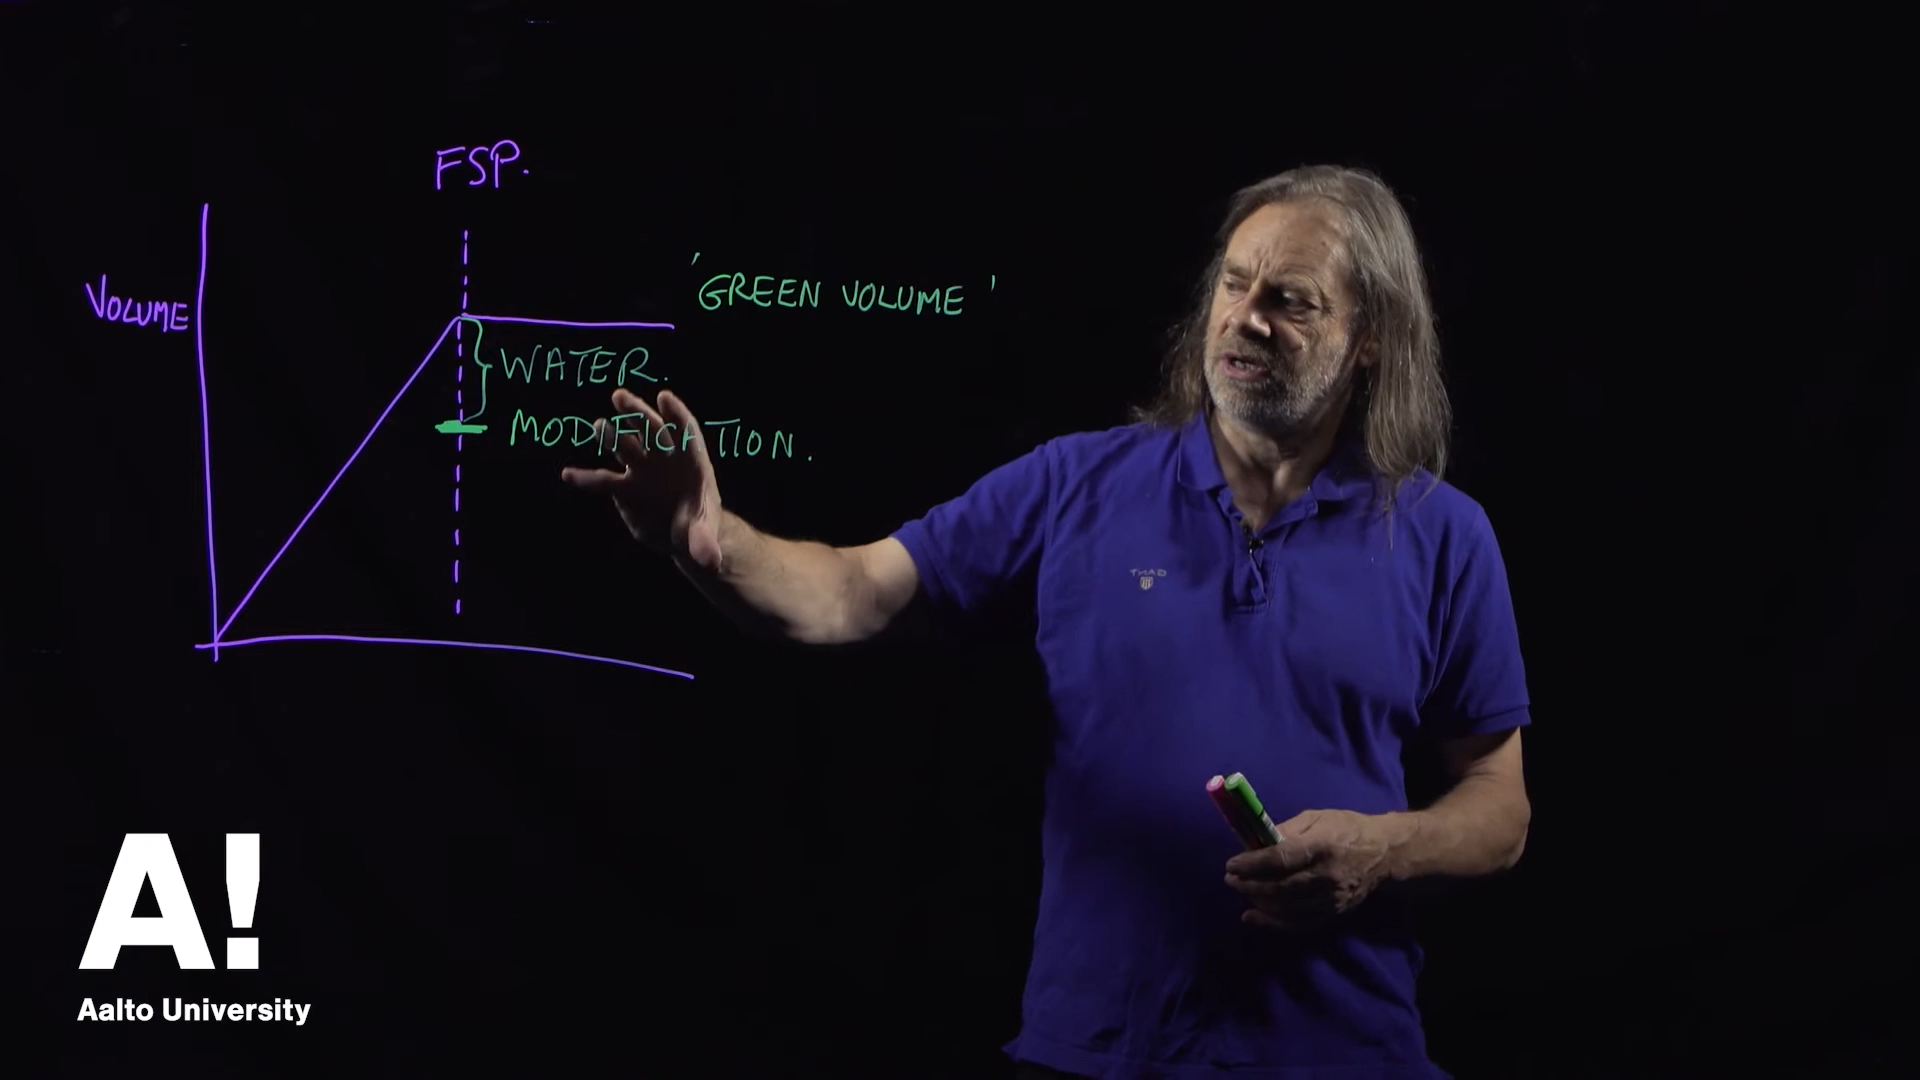 FSP.
'GREEN VOLUME'
VOLUME
WATER.
MODIFICATION.
A!
Aalto University